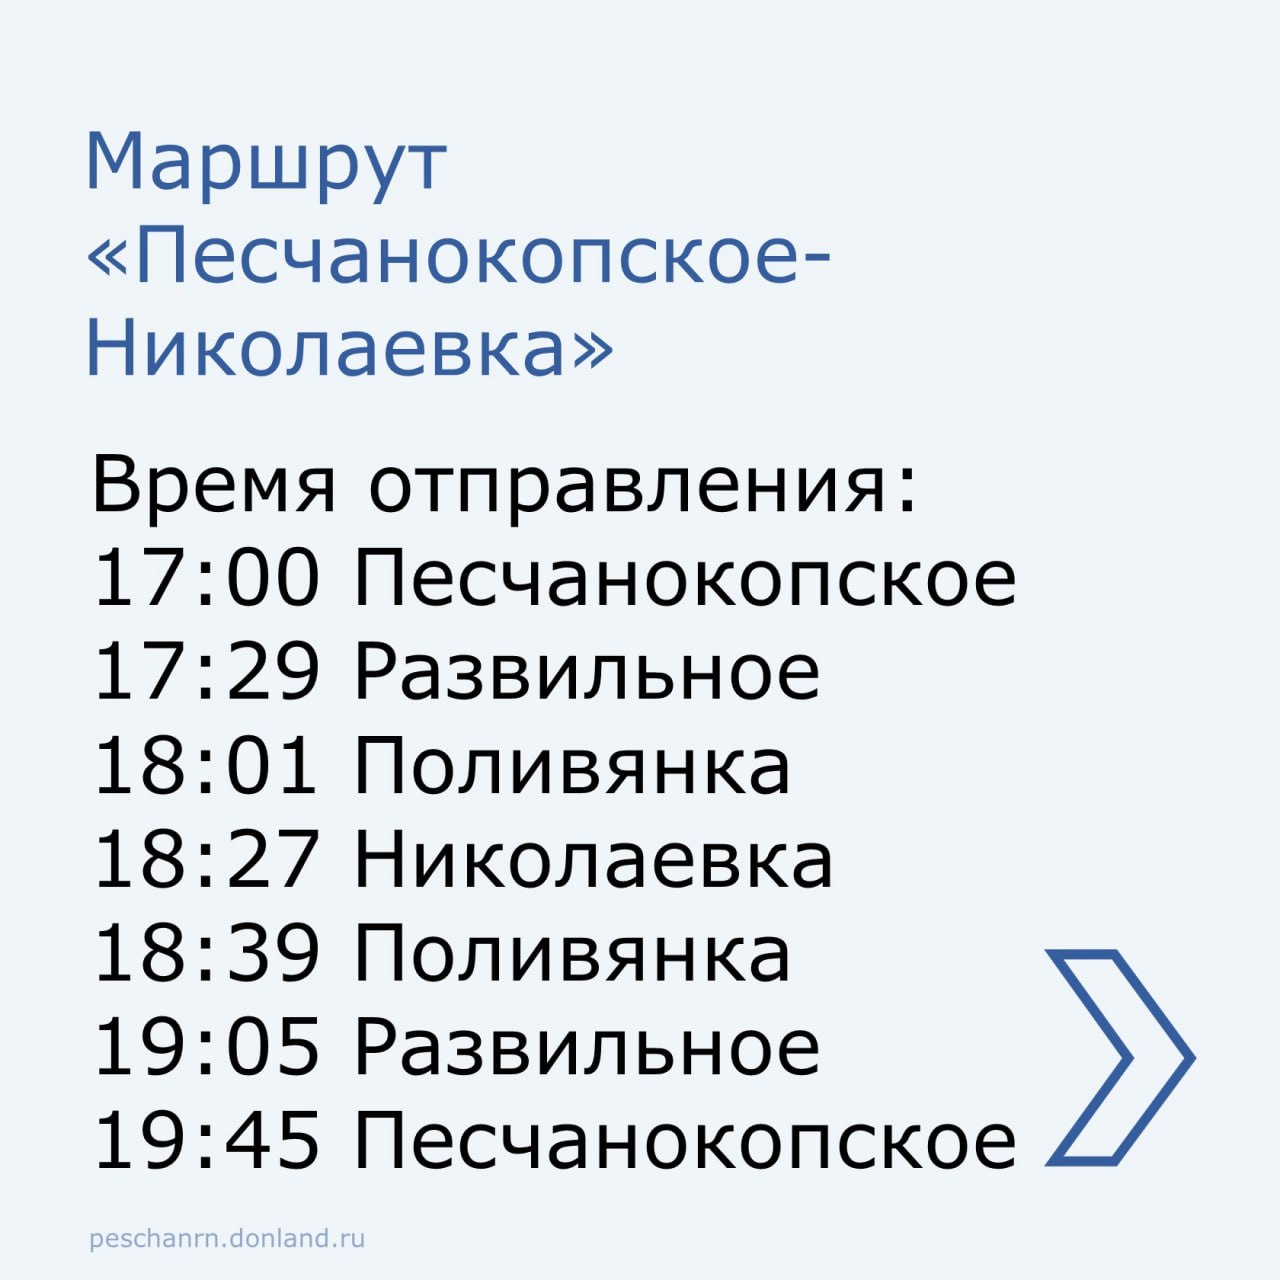 Маршрут
«Песчанокопское-
Николаевка»
Время отправления:
17:00 Песчанокопское
17:29 Развильное
18:01 Поливянка
18:27 Николаевка
18:39 Поливянка
19:05 Развильное
19:45 Песчанокопское
peschanrn.donland.ru